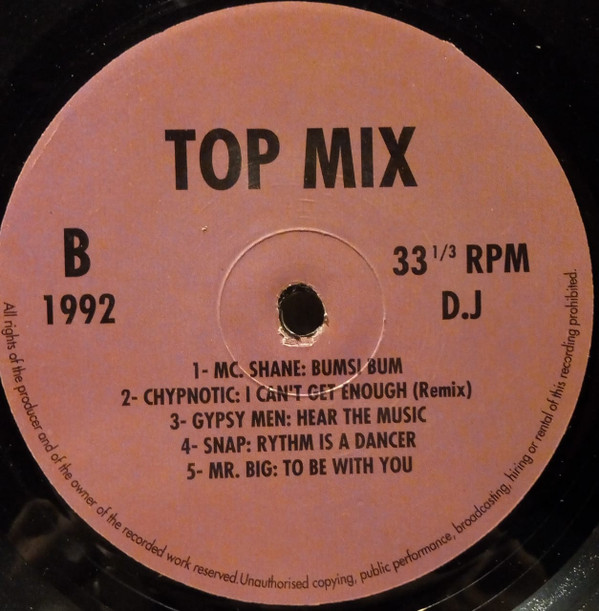 TOP MIX
B
1992
33 1/3 RPM
D.J
1- MC. SHANE: BUMS! BUM
2- CHYPNOTIC: I CAN'T GET ENOUGH (Remix)
3- GYPSY MEN: HEAR THE MUSIC
4- SNAP: RYTHM IS A DANCER
5- MR. BIG: TO BE WITH YOU
All rights of the producer and of the owner of the recorded work reserved. Unauthorised copying, public performance, broadcasting, hiring or rental of this recording prohibited.